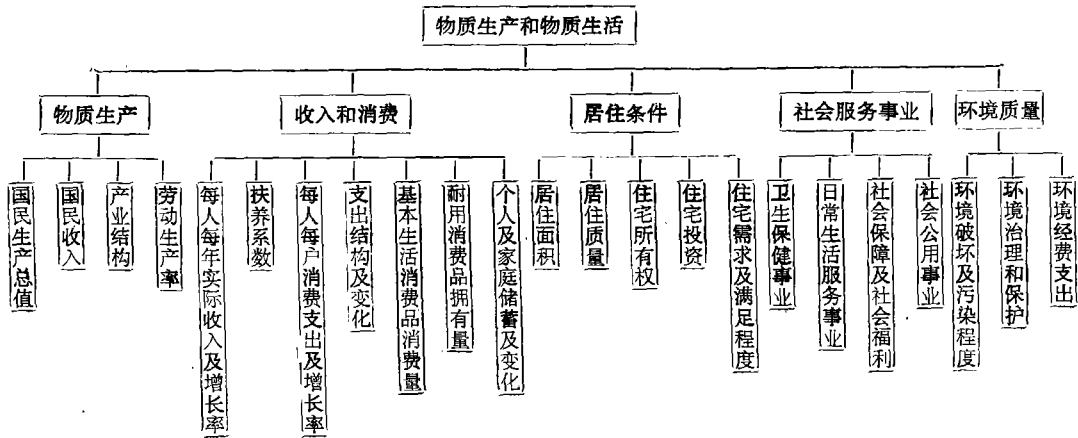 物质生产和物质生活
物质生产
收入和消费
居住条件
社会服务事业
环境质量
国民生产总值
国民收入
产业结构
劳动生产率
每人每年实际收入及增长率
扶养系数
每人每户消费支出及增长率
支出结构及变化
基本生活消费品消费量
耐用消费品拥有量
个人及家庭储蓄及变化
居住面积
居住质量
住宅所有权
住宅投资
住宅需求及满足程度
卫生保健事业
日常生活服务事业
社会保障及社会福利
社会公用事业
环境破坏及污染程度
环境治理和保护
环境经费支出